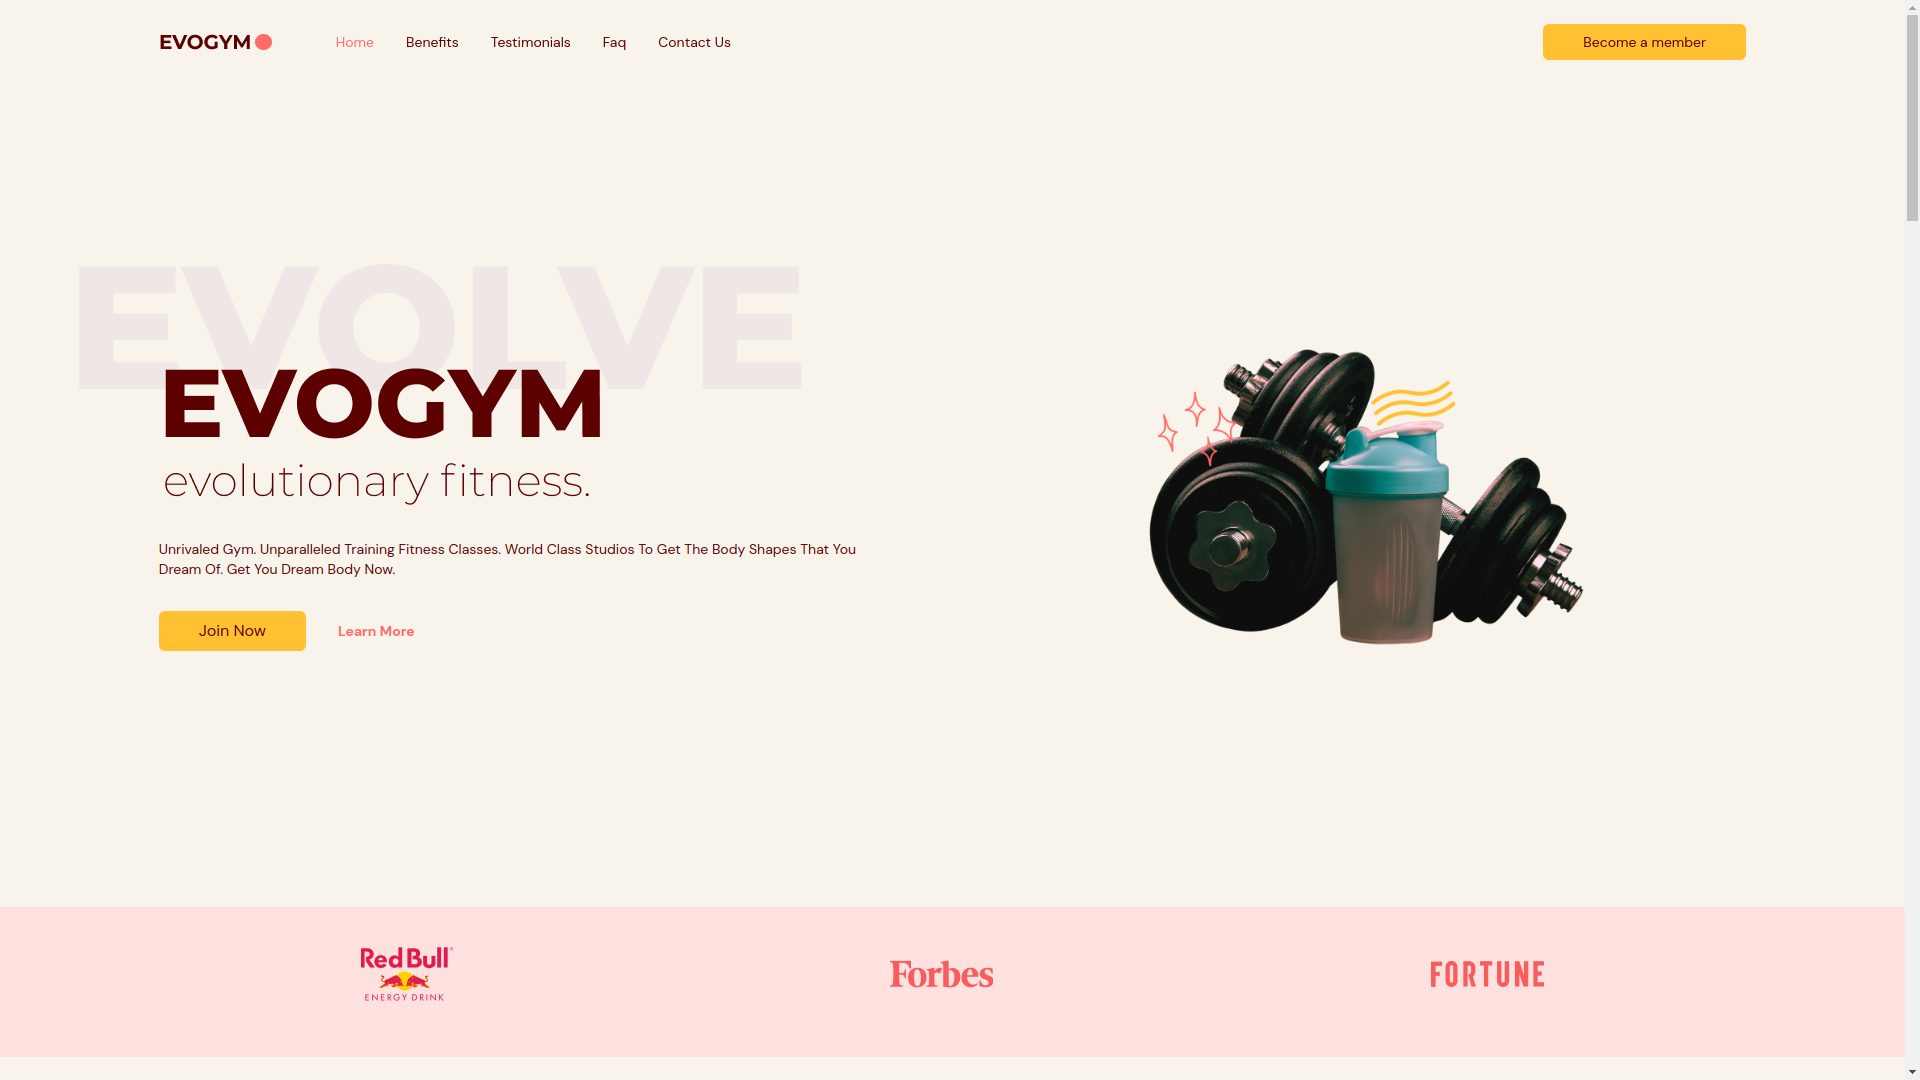 EVOGYM
Home
Benefits
Testimonials
Faq
Contact Us
Become a member
EVOLVE
EVOGYM
evolutionary fitness.
Unrivaled Gym. Unparalleled Training Fitness Classes. World Class Studios To Get The Body Shapes That You
Dream Of. Get You Dream Body Now.
Join Now
Learn More
Red Bull
ENERGY DRINK
Forbes
FORTUNE